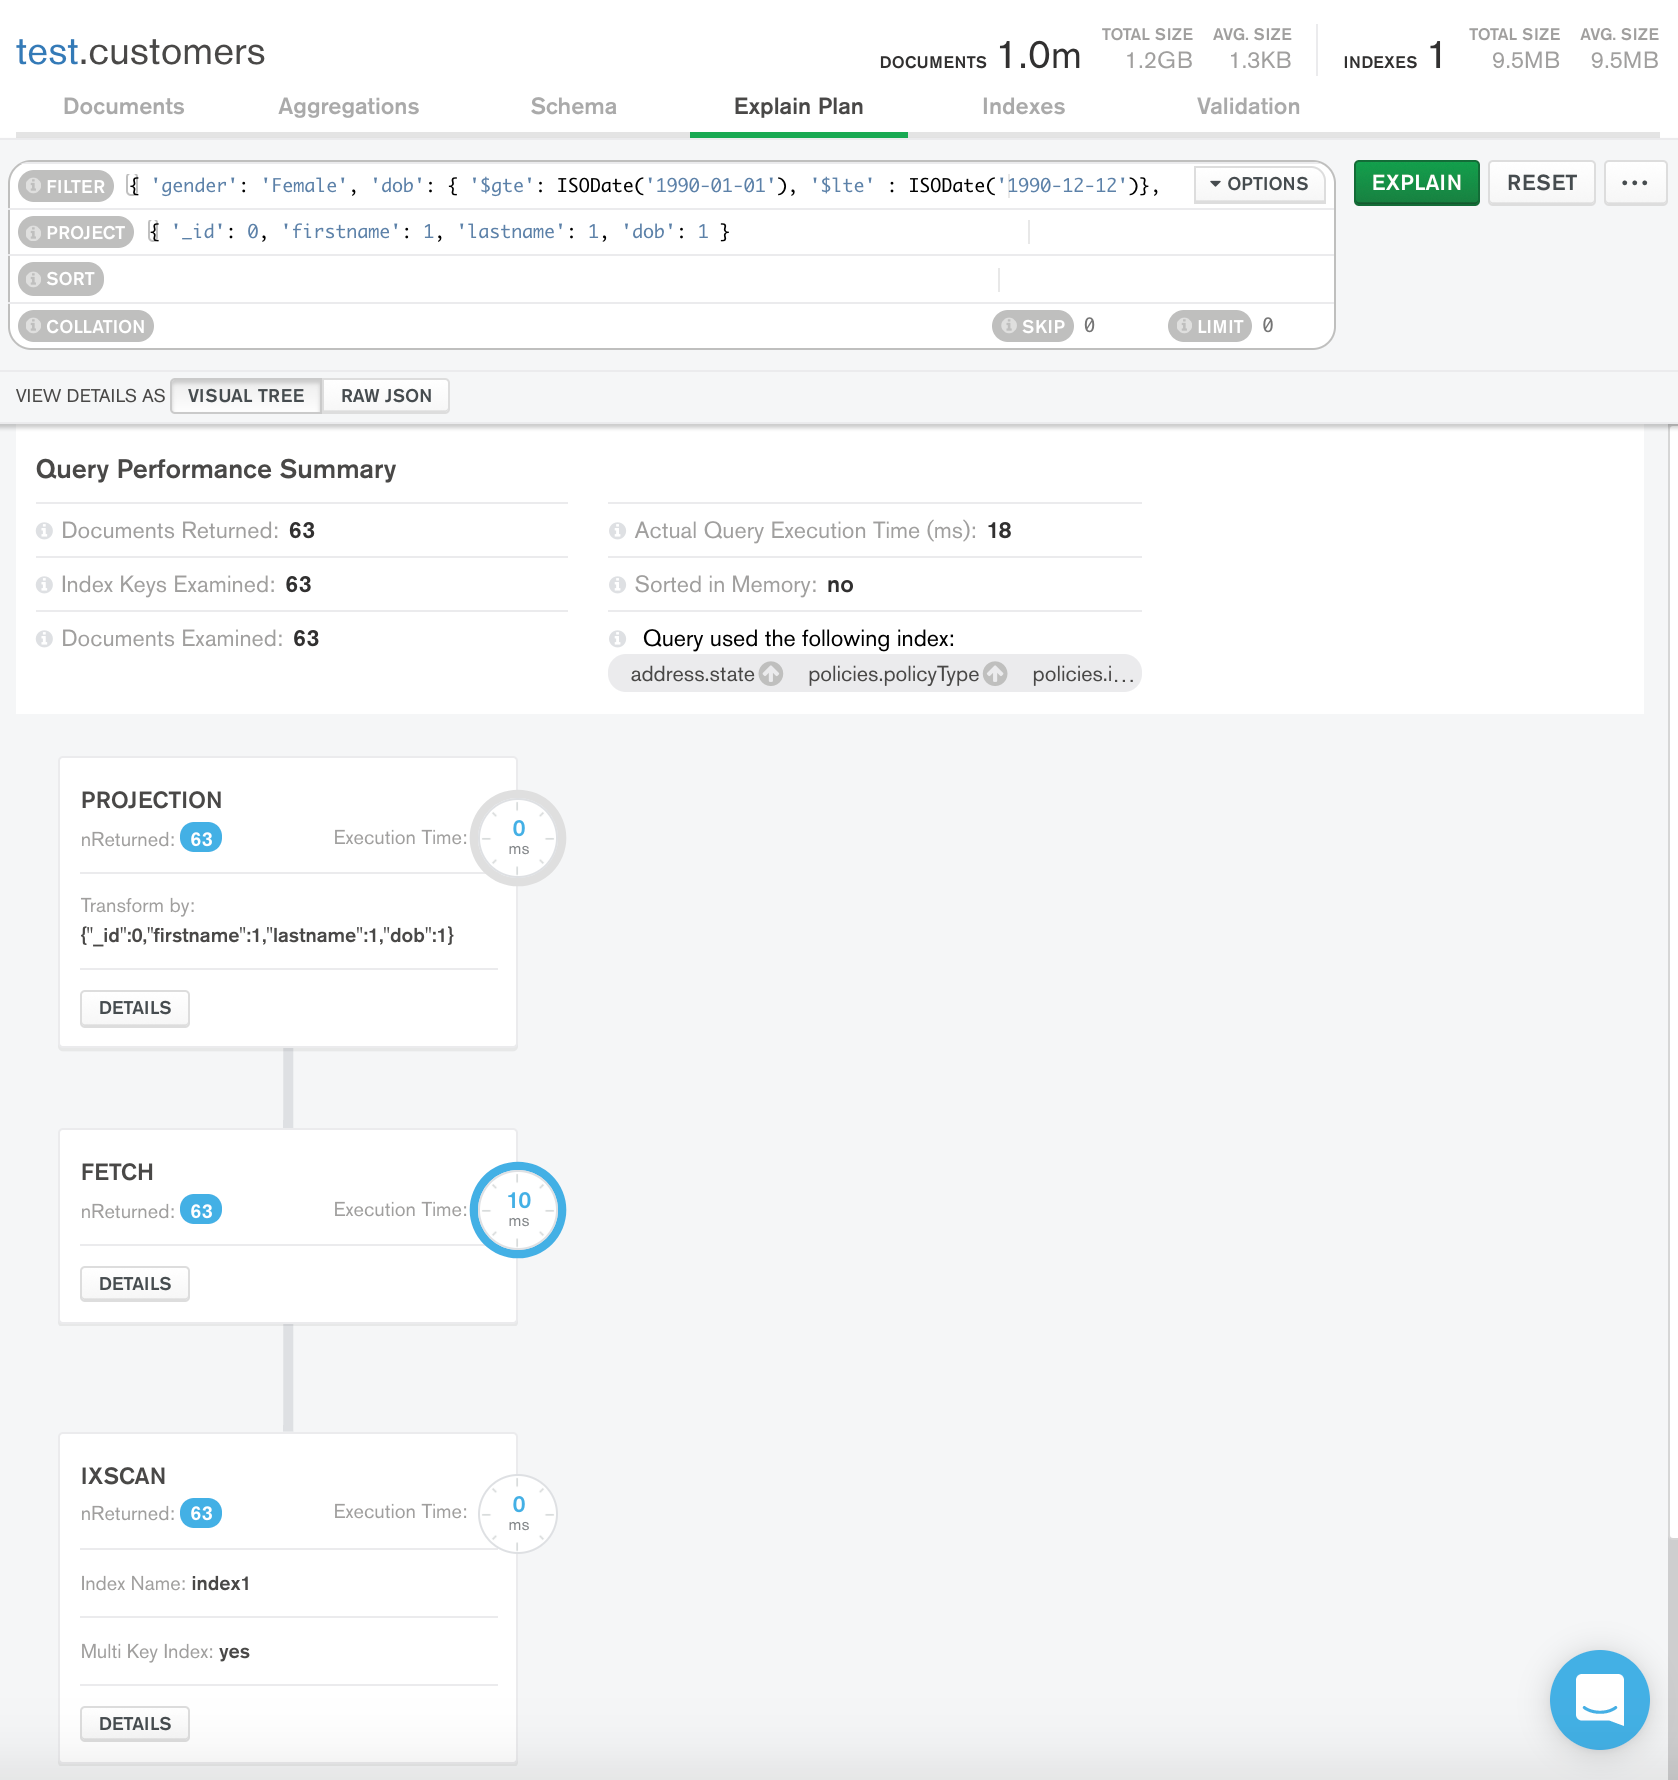 test.customers
DOCUMENTS 1.0m TOTAL SIZE 1.2GB AVG. SIZE 1.3KB INDEXES 1 TOTAL SIZE 9.5MB AVG. SIZE 9.5MB
Documents Aggregations Schema Explain Plan Indexes Validation
FILTER { 'gender': 'Female', 'dob': { '$gte': ISODate('1990-01-01'), '$lte' : ISODate('1990-12-12')}, OPTIONS EXPLAIN RESET ...
PROJECT { '_id': 0, 'firstname': 1, 'lastname': 1, 'dob': 1 }
SORT
COLLATION SKIP 0 LIMIT 0
VIEW DETAILS AS VISUAL TREE RAW JSON
Query Performance Summary
Documents Returned: 63
Index Keys Examined: 63
Documents Examined: 63
Actual Query Execution Time (ms): 18
Sorted in Memory: no
Query used the following index:
address.state policies.policyType policies.i...
PROJECTION
nReturned: 63 Execution Time: 0 ms
Transform by:
{"_id":0,"firstname":1,"lastname":1,"dob":1}
DETAILS
FETCH
nReturned: 63 Execution Time: 10 ms
DETAILS
IXSCAN
nReturned: 63 Execution Time: 0 ms
Index Name: index1
Multi Key Index: yes
DETAILS